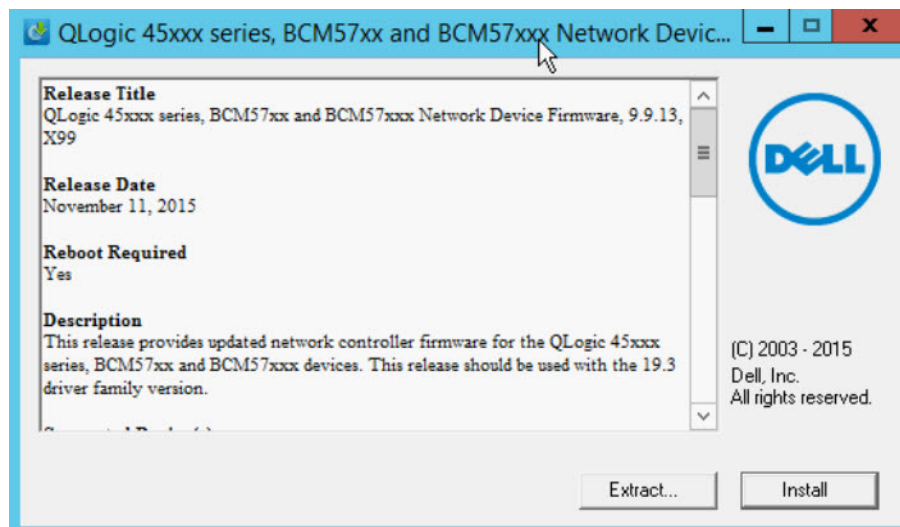 QLogic 45xxx series, BCM57xx and BCM57xxx Network Devic...
Release Title
QLogic 45xxx series, BCM57xx and BCM57xxx Network Device Firmware, 9.9.13,
X99
Release Date
November 11, 2015
Reboot Required
Yes
Description
This release provides updated network controller firmware for the QLogic 45xxx
series, BCM57xx and BCM57xxx devices. This release should be used with the 19.3
driver family version.
DELL
(C) 2003 - 2015
Dell, Inc.
All rights reserved.
Extract...
Install